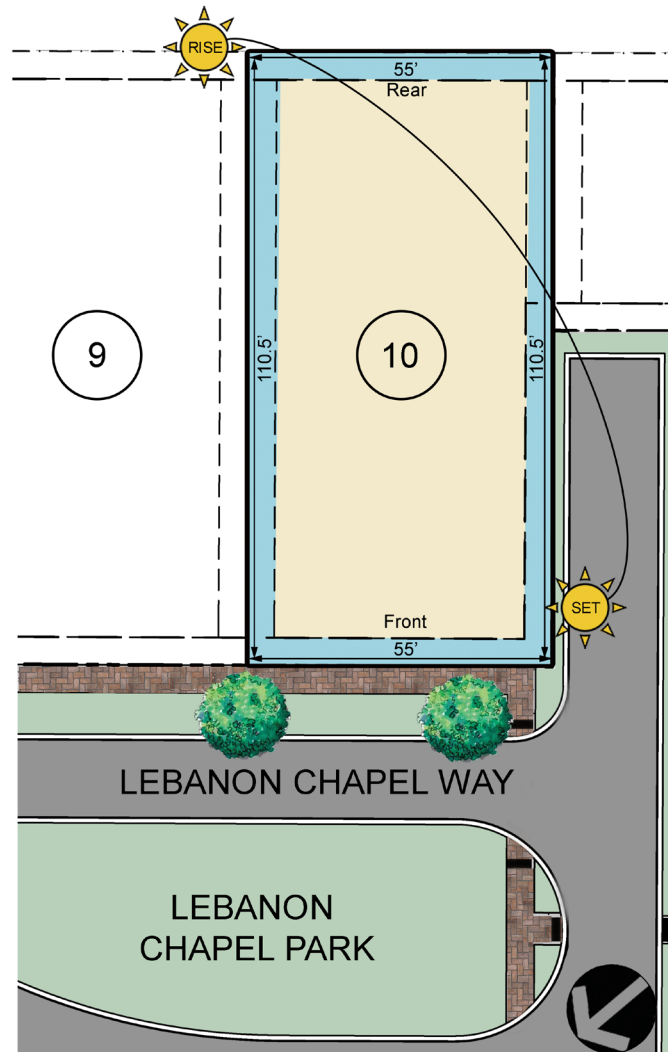 RISE
55’
Rear
9
10
110.5’
110.5’
SET
Front
55’
LEBANON CHAPEL WAY
LEBANON
CHAPEL PARK